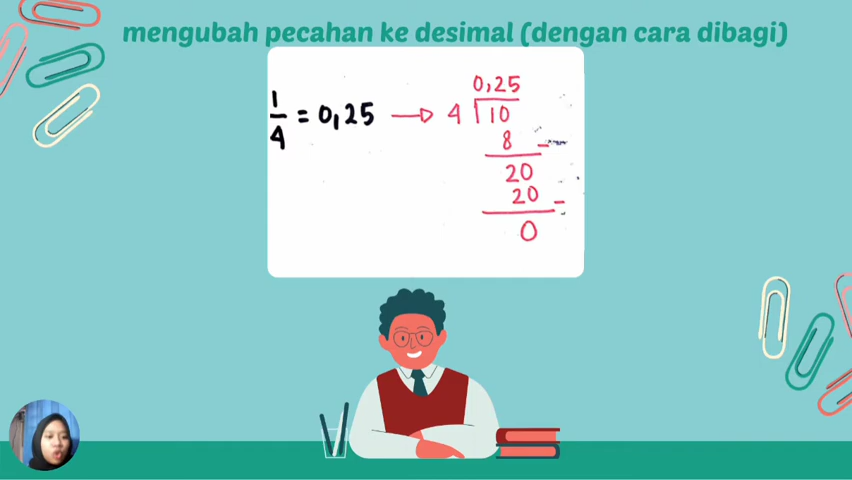 mengubah pecahan ke desimal (dengan cara dibagi)
0,25
1/4 = 0,25 → 4 √10
8 -
20
20 -
0